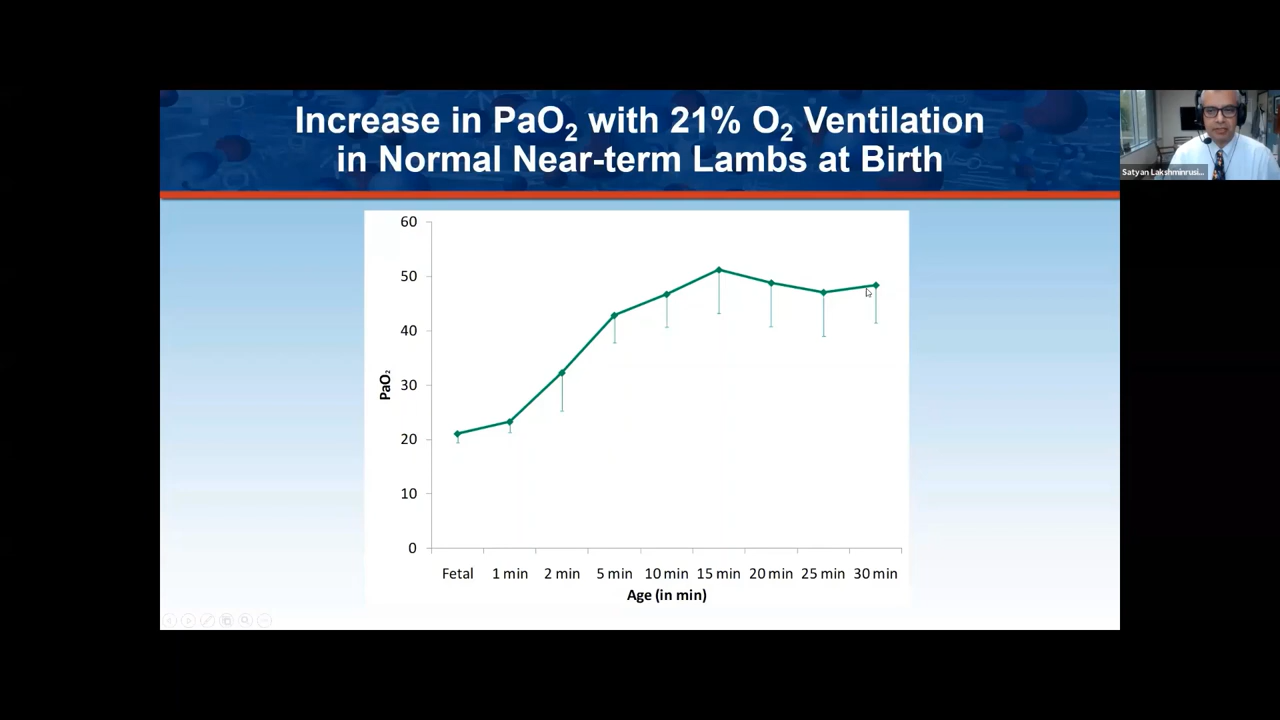 Increase in PaO₂ with 21% O₂ Ventilation
in Normal Near-term Lambs at Birth
Satyan Lakshminrusi...
60
50
40
30
20
10
0
PaO₂
Fetal 1 min 2 min 5 min 10 min 15 min 20 min 25 min 30 min
Age (in min)